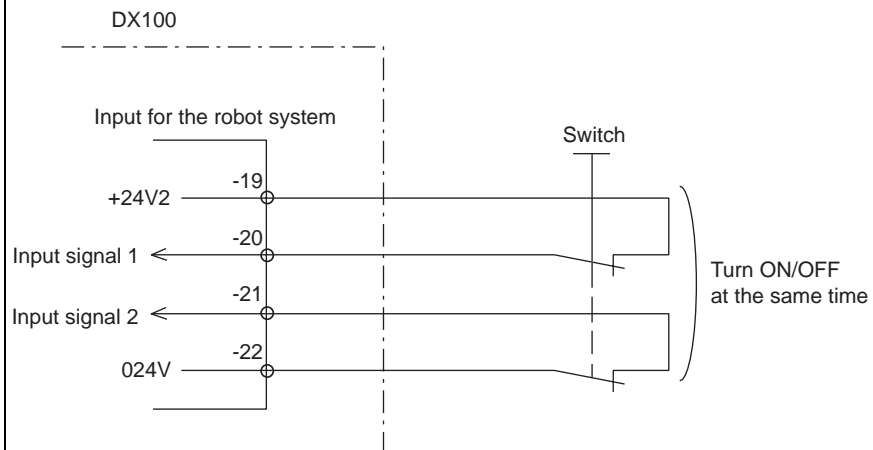 DX100
Input for the robot system
Switch
-19
+24V2
-20
Input signal 1
-21
Input signal 2
-22
024V
Turn ON/OFF
at the same time